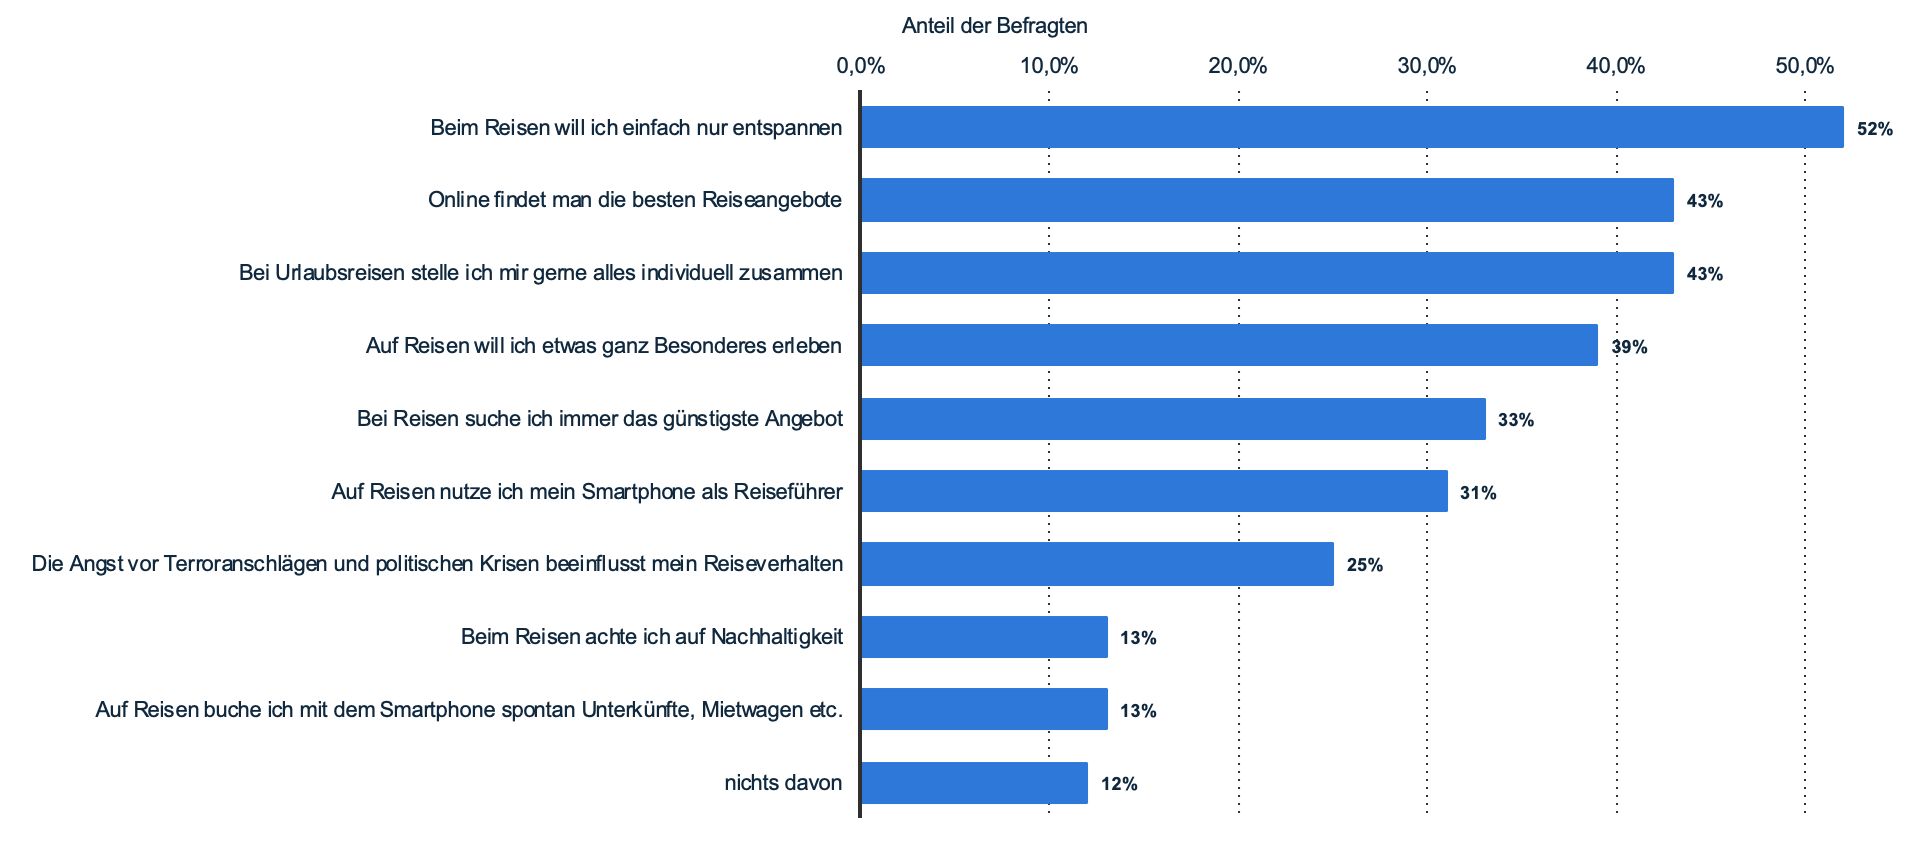 Anteil der Befragten
0,0% 10,0% 20,0% 30,0% 40,0% 50,0%
Beim Reisen will ich einfach nur entspannen 52%
Online findet man die besten Reiseangebote 43%
Bei Urlaubsreisen stelle ich mir gerne alles individuell zusammen 43%
Auf Reisen will ich etwas ganz Besonderes erleben 39%
Bei Reisen suche ich immer das günstigste Angebot 33%
Auf Reisen nutze ich mein Smartphone als Reiseführer 31%
Die Angst vor Terroranschlägen und politischen Krisen beeinflusst mein Reiseverhalten 25%
Beim Reisen achte ich auf Nachhaltigkeit 13%
Auf Reisen buche ich mit dem Smartphone spontan Unterkünfte, Mietwagen etc. 13%
nichts davon 12%